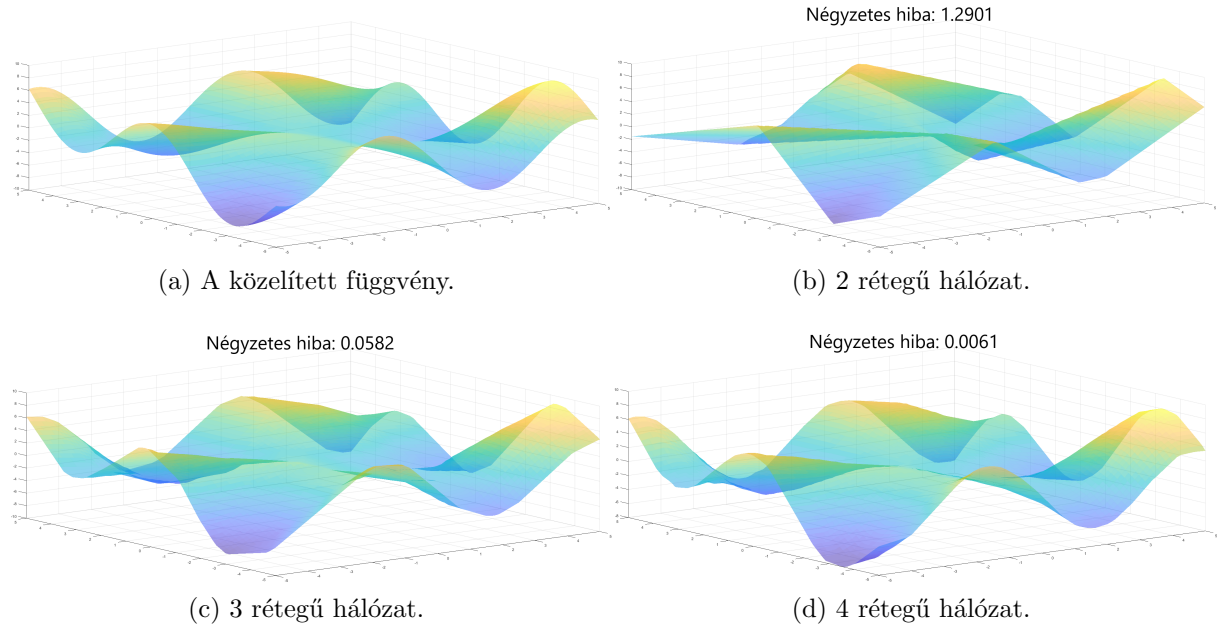 Négyzetes hiba: 1.2901
(a) A közelített függvény.
(b) 2 rétegű hálózat.
Négyzetes hiba: 0.0582
Négyzetes hiba: 0.0061
(c) 3 rétegű hálózat.
(d) 4 rétegű hálózat.